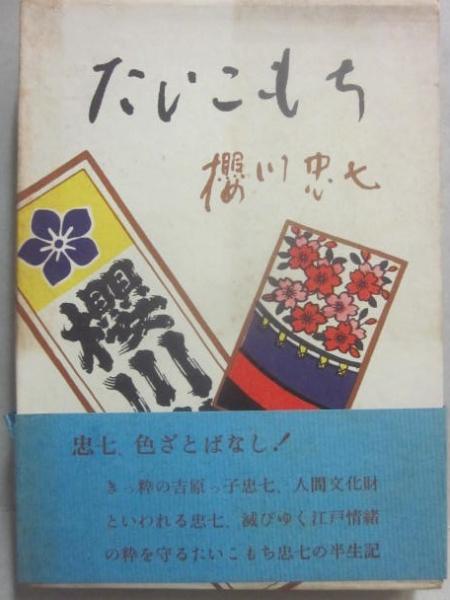 たいこもち
櫻川忠七
櫻川
忠七、色ざとばなし！
きっ粋の吉原っ子忠七、人間文化財
といわれる忠七、滅びゆく江戸情緒
の粋を守るたいこもち忠七の半生記